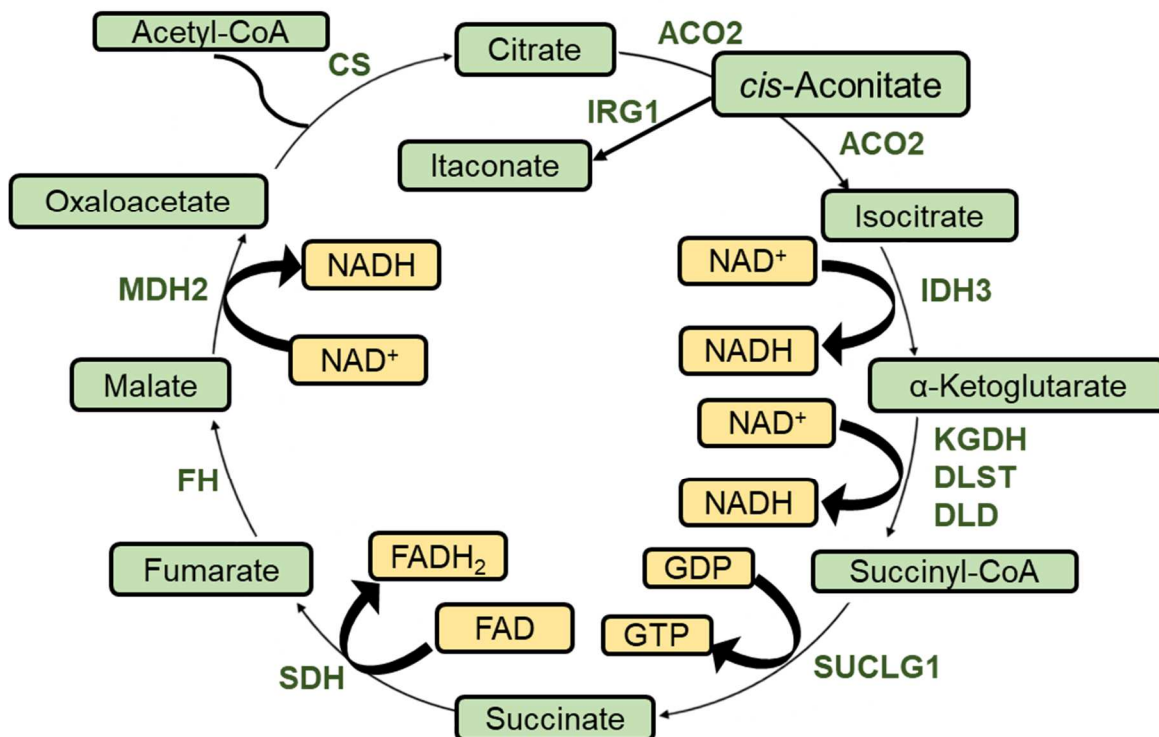 Acetyl-CoA
CS
Citrate
ACO2
cis-Aconitate
IRG1
Itaconate
ACO2
Oxaloacetate
Isocitrate
NADH
NAD⁺
MDH2
IDH3
NAD⁺
NADH
Malate
α-Ketoglutarate
NAD⁺
KGDH
DLST
DLD
NADH
FH
Fumarate
FADH₂
GDP
Succinyl-CoA
FAD
GTP
SDH
SUCLG1
Succinate